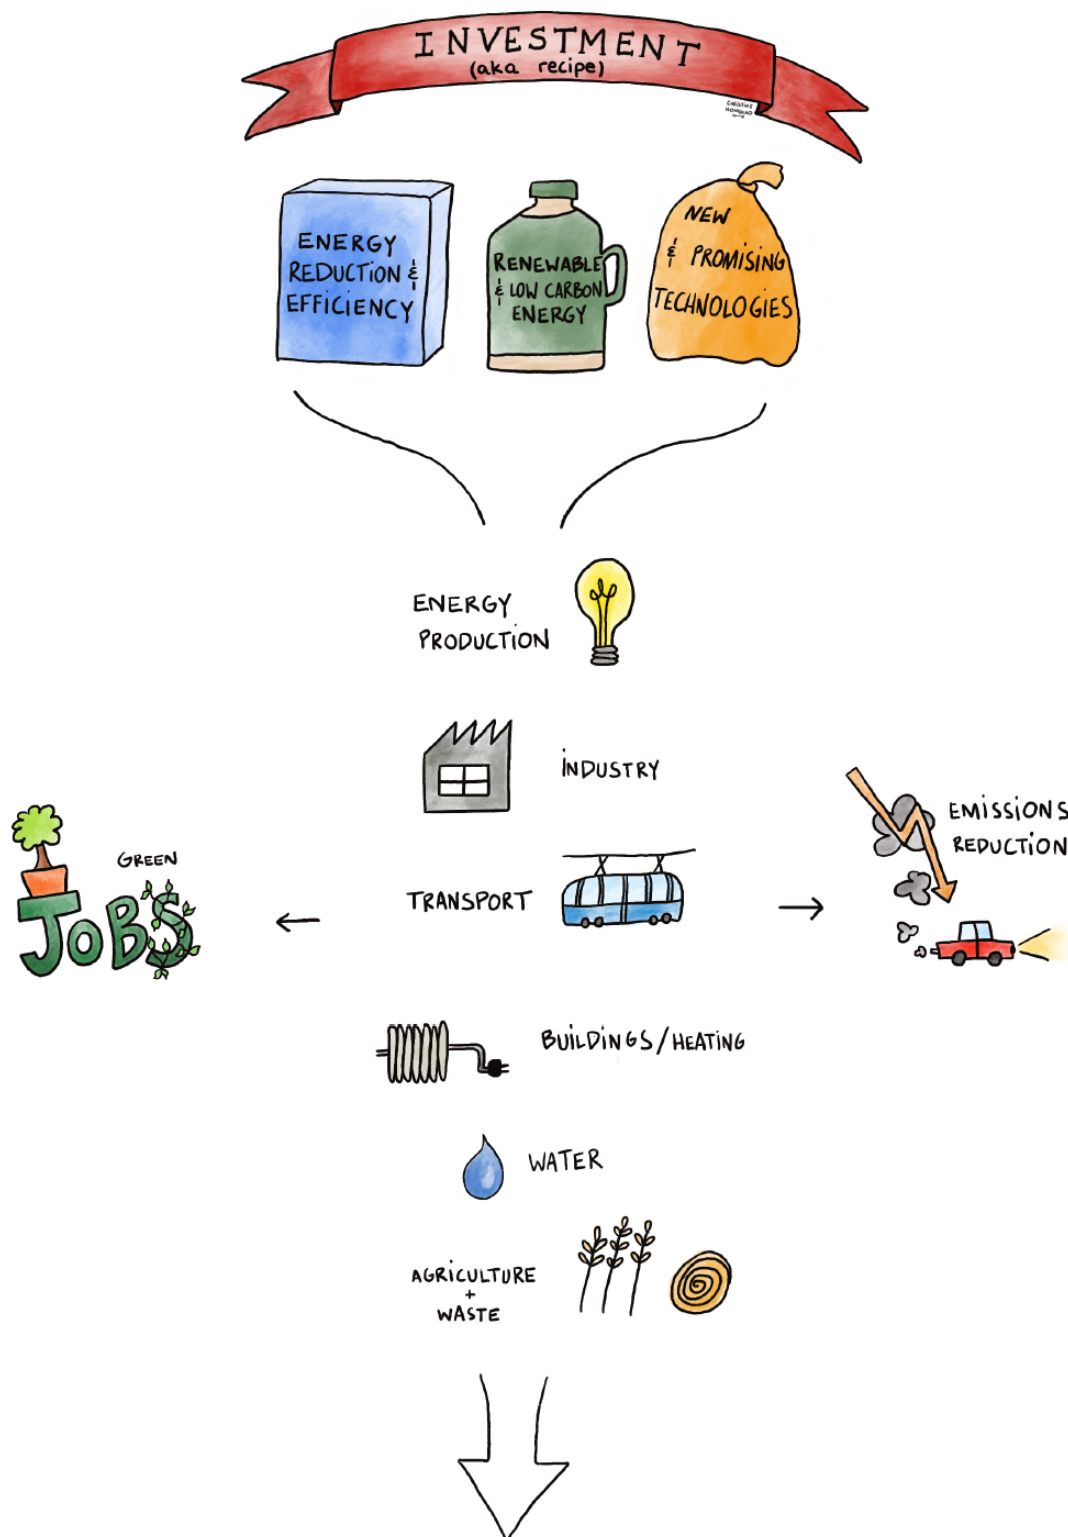 INVESTMENT
(aka recipe)
ENERGY
REDUCTION &
EFFICIENCY
RENEWABLE
& LOW CARBON
ENERGY
NEW
& PROMISING
TECHNOLOGIES
ENERGY
PRODUCTION
INDUSTRY
GREEN
JOBS
TRANSPORT
EMISSIONS
REDUCTION
BUILDINGS/HEATING
WATER
AGRICULTURE
+
WASTE